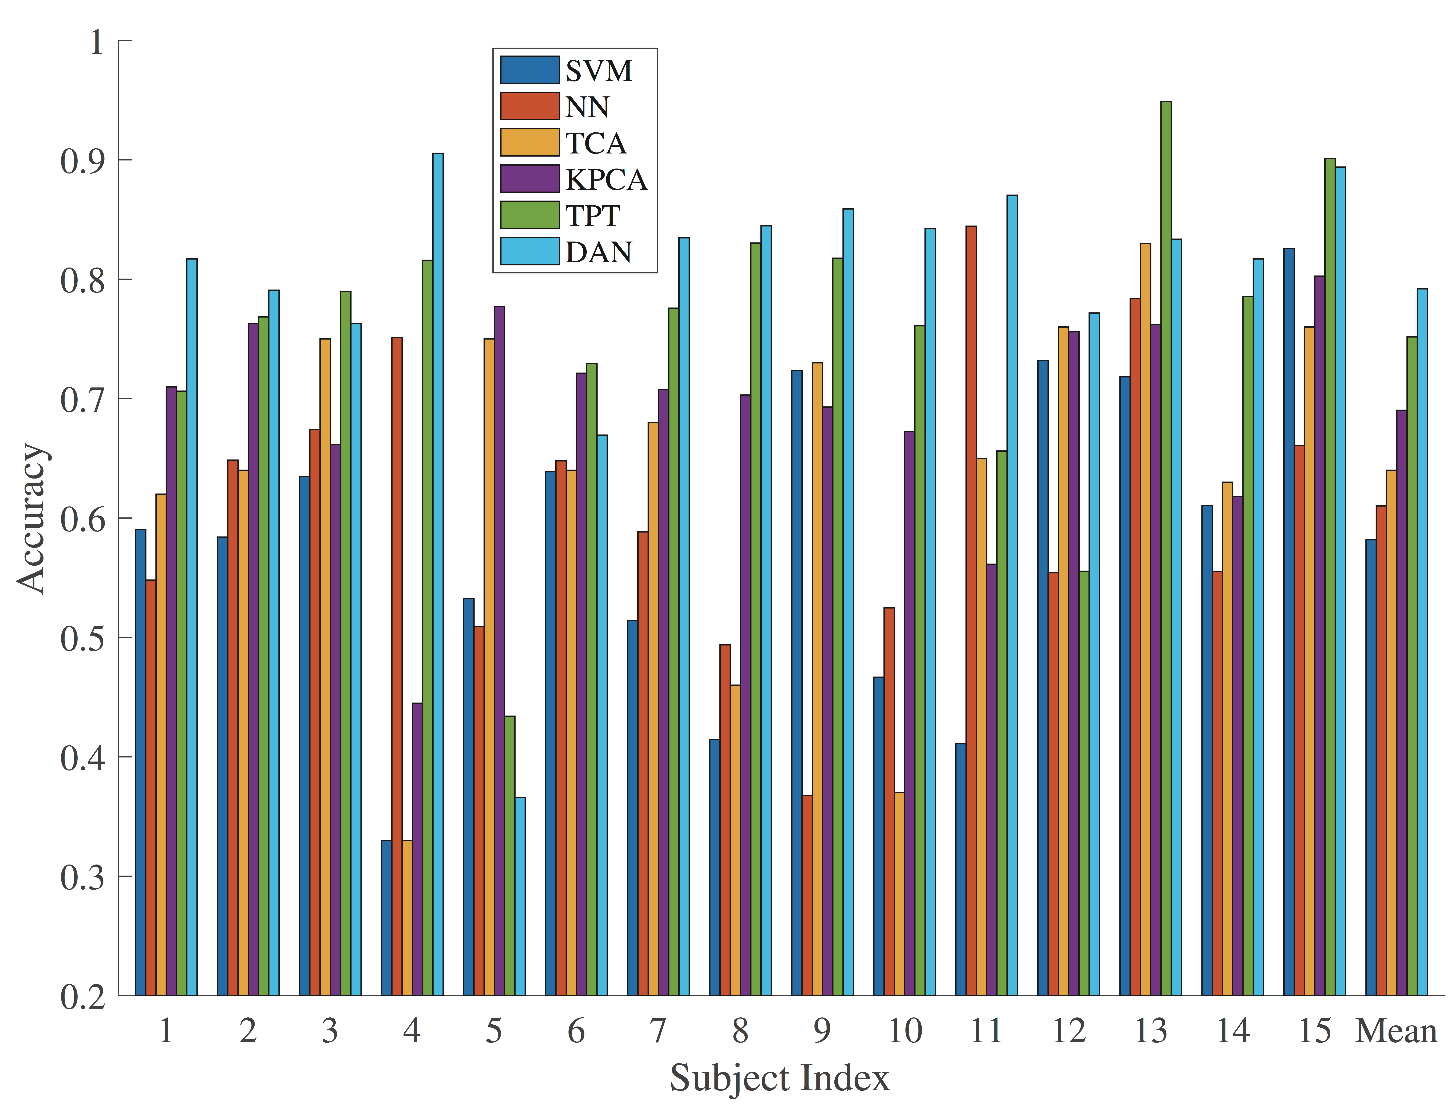 1
0.9
0.8
0.7
0.6
0.5
0.4
0.3
0.2
Accuracy
SVM
NN
TCA
KPCA
TPT
DAN
1 2 3 4 5 6 7 8 9 10 11 12 13 14 15 Mean
Subject Index